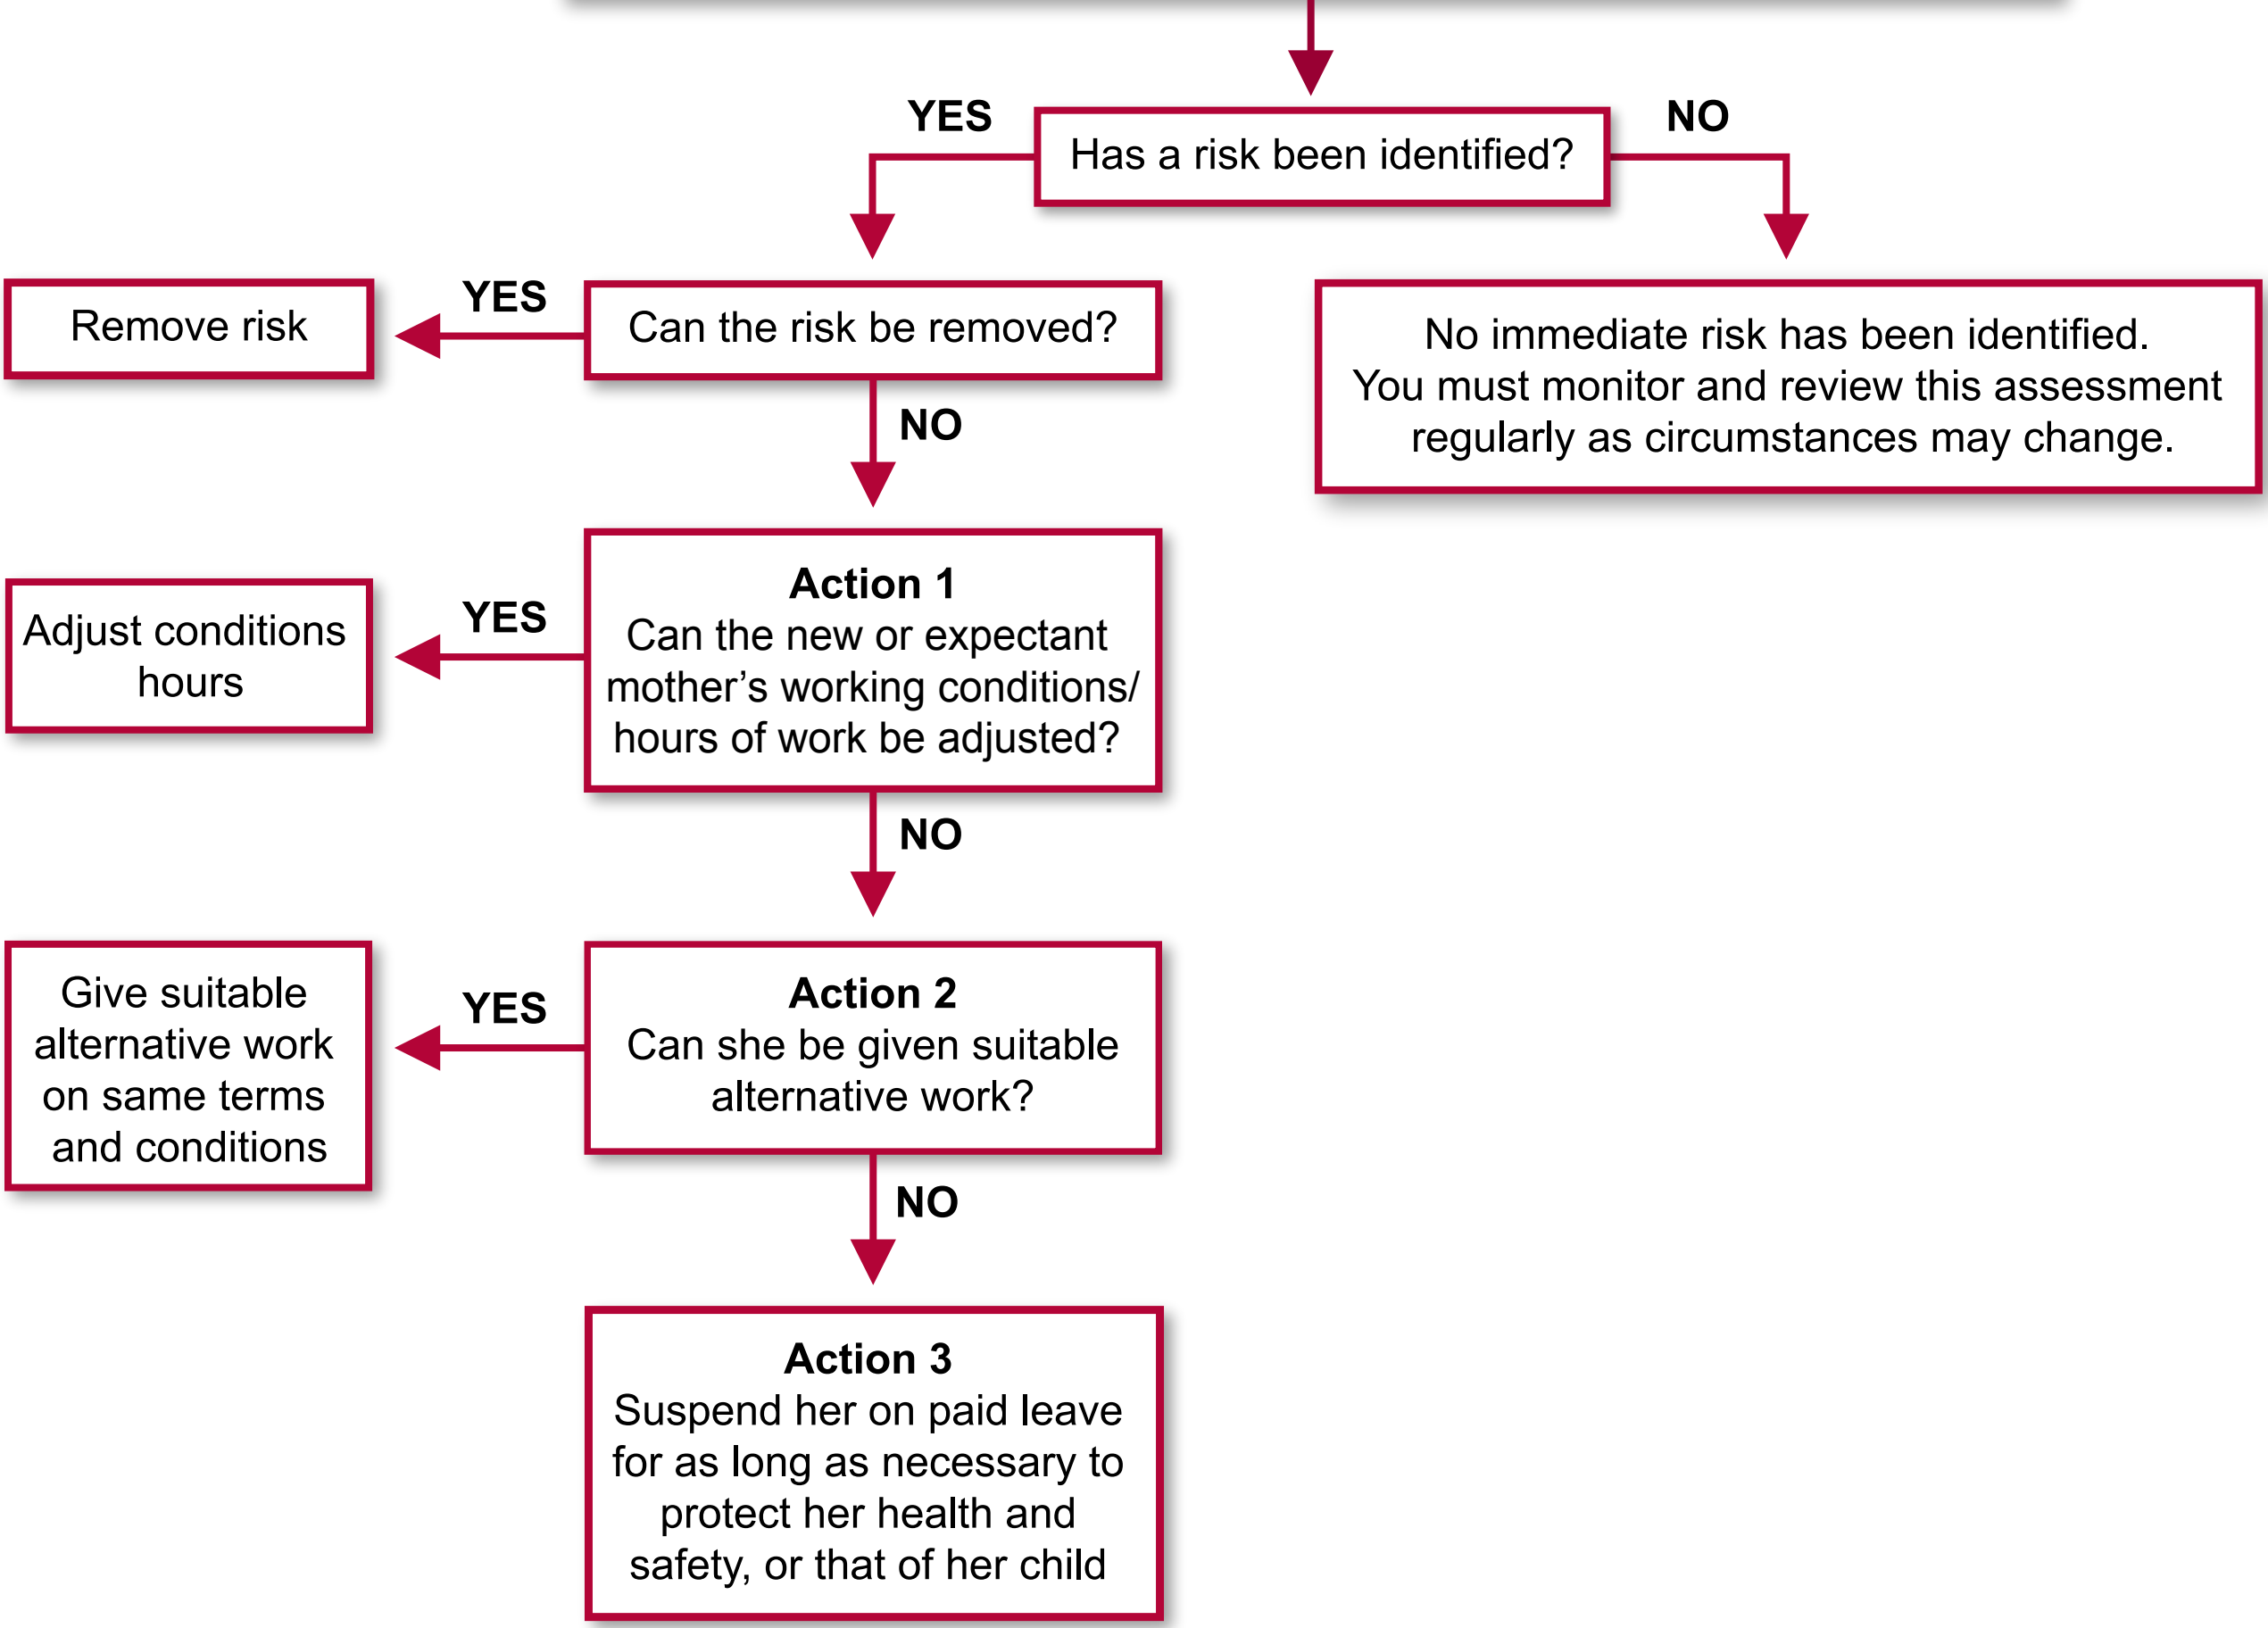 YES
Has a risk been identified?
NO
Remove risk
YES
Can the risk be removed?
No immediate risk has been identified.
You must monitor and review this assessment
regularly as circumstances may change.
NO
Adjust conditions
hours
YES
Action 1
Can the new or expectant
mother’s working conditions/
hours of work be adjusted?
NO
Give suitable
alternative work
on same terms
and conditions
YES
Action 2
Can she be given suitable
alternative work?
NO
Action 3
Suspend her on paid leave
for as long as necessary to
protect her health and
safety, or that of her child